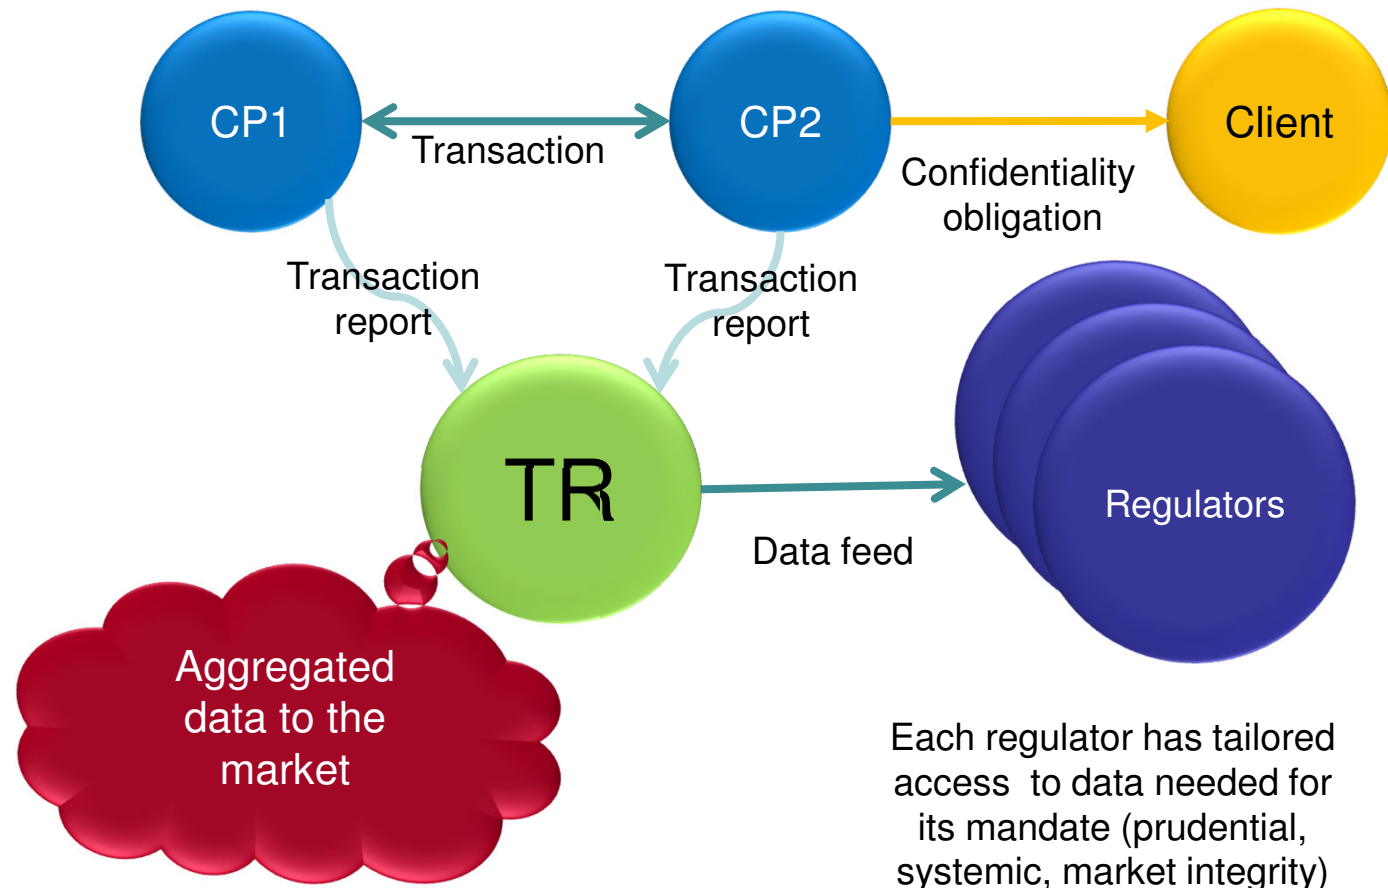 CP1
Transaction
CP2
Confidentiality
obligation
Client
Transaction
report
Transaction
report
TR
Data feed
Regulators
Aggregated
data to the
market
Each regulator has tailored
access to data needed for
its mandate (prudential,
systemic, market integrity)